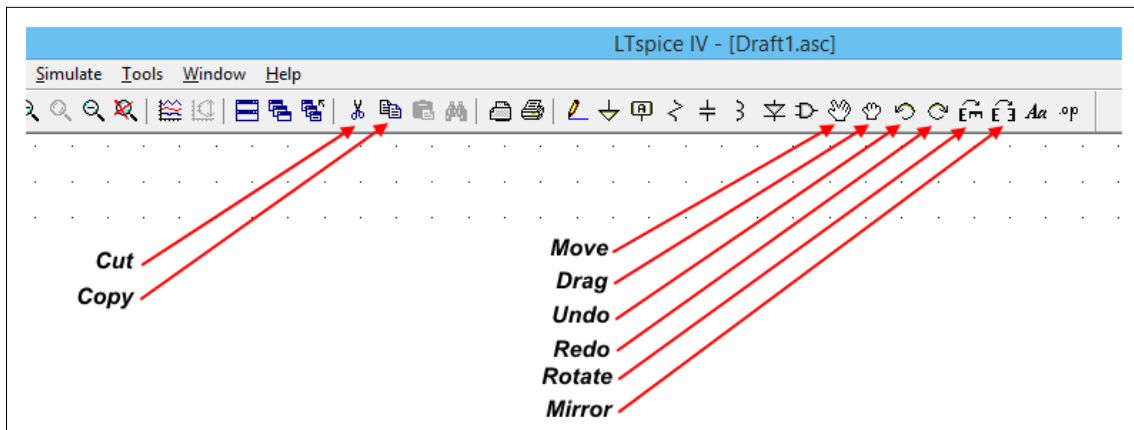 LTspice IV - [Draft1.asc]
Simulate Tools Window Help
A Aa .op
Cut
Copy
Move
Drag
Undo
Redo
Rotate
Mirror